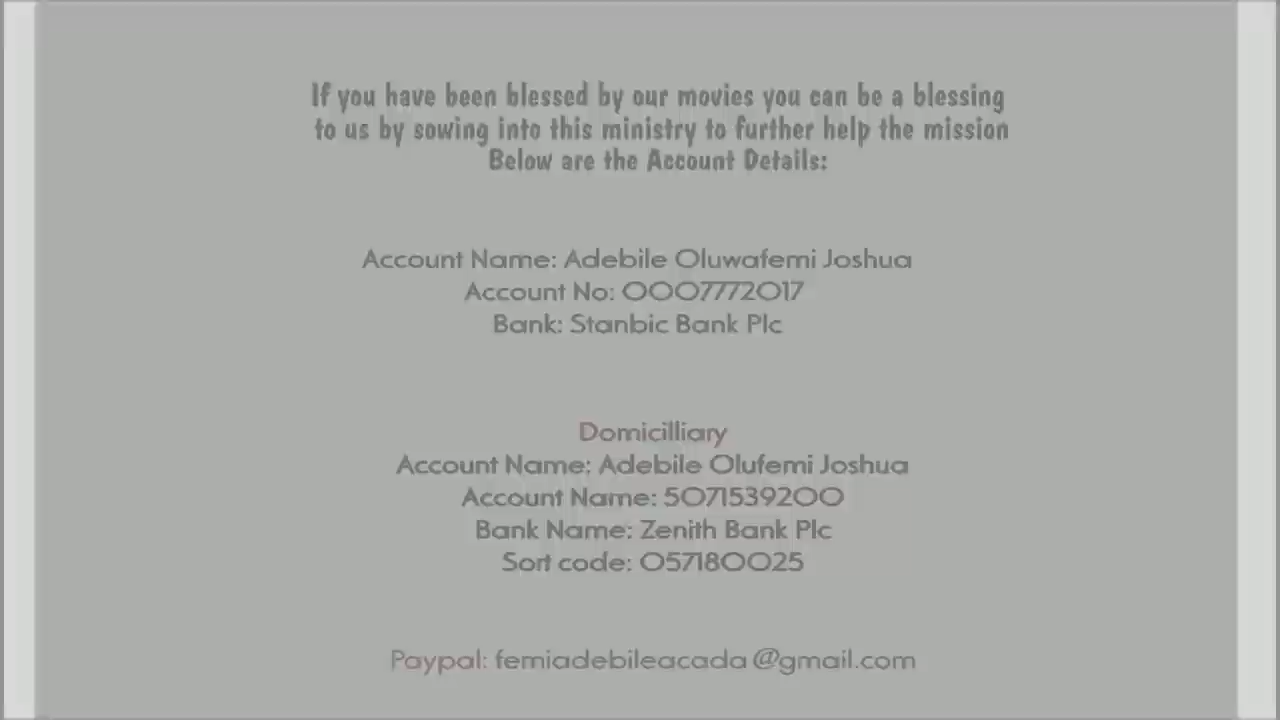 If you have been blessed by our movies you can be a blessing
to us by sowing into this ministry to further help the mission
Below are the Account Details:
Account Name: Adebile Oluwafemi Joshua
Account No: 0007772017
Bank: Stanbic Bank Plc
Domicilliary
Account Name: Adebile Olufemi Joshua
Account Name: 5071539200
Bank Name: Zenith Bank Plc
Sort code: 057180025
Paypal: femiadebileacada@gmail.com